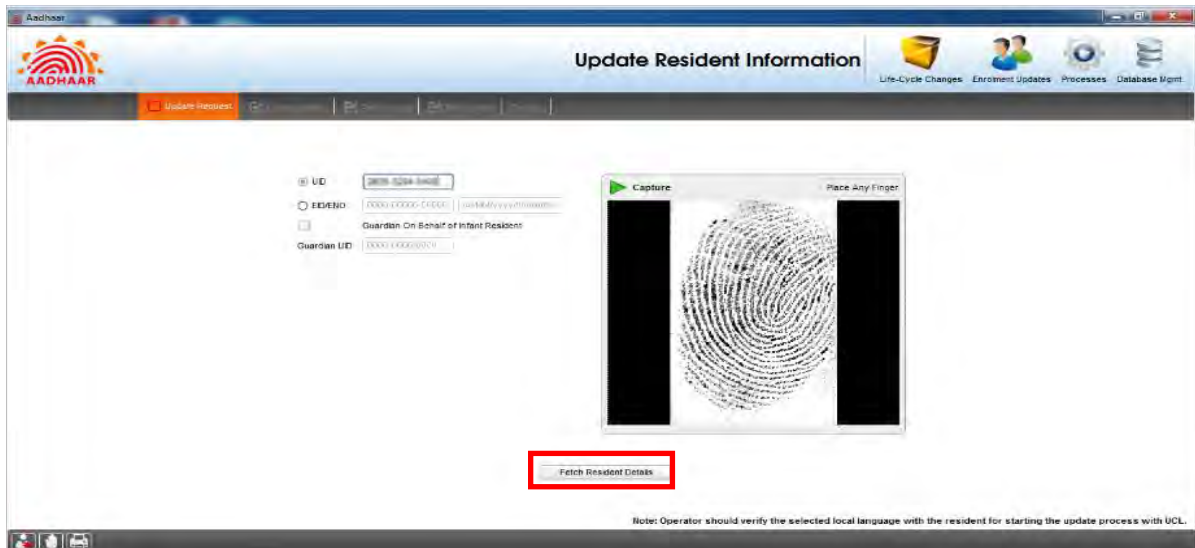 Aadhaar
AADHAAR
Update Resident Information
Life-Cycle Changes
Enrolment Updates
Processes
Database Mgmt
Update Request
UID
EID/ENO
Guardian On Behalf of Infant Resident
Guardian UID
Capture
Place Any Finger
Fetch Resident Details
Note: Operator should verify the selected local language with the resident for starting the update process with UCL.